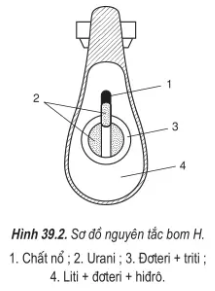 1
2
3
4
Hình 39.2. Sơ đồ nguyên tắc bom H.
1. Chất nổ ; 2. Urani ; 3. Đơteri + triti ;
4. Liti + đơteri + hiđrô.